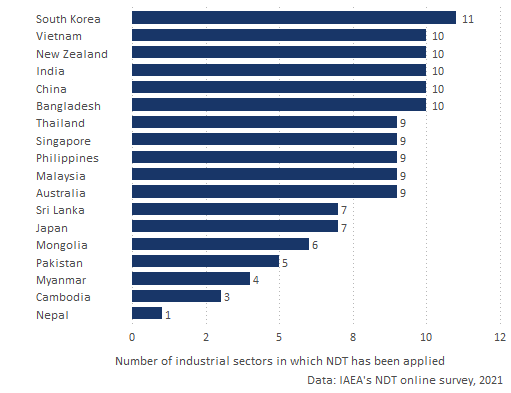 South Korea 11
Vietnam 10
New Zealand 10
India 10
China 10
Bangladesh 10
Thailand 9
Singapore 9
Philippines 9
Malaysia 9
Australia 9
Sri Lanka 7
Japan 7
Mongolia 6
Pakistan 5
Myanmar 4
Cambodia 3
Nepal 1
0 2 5 8 10 12
Number of industrial sectors in which NDT has been applied
Data: IAEA's NDT online survey, 2021